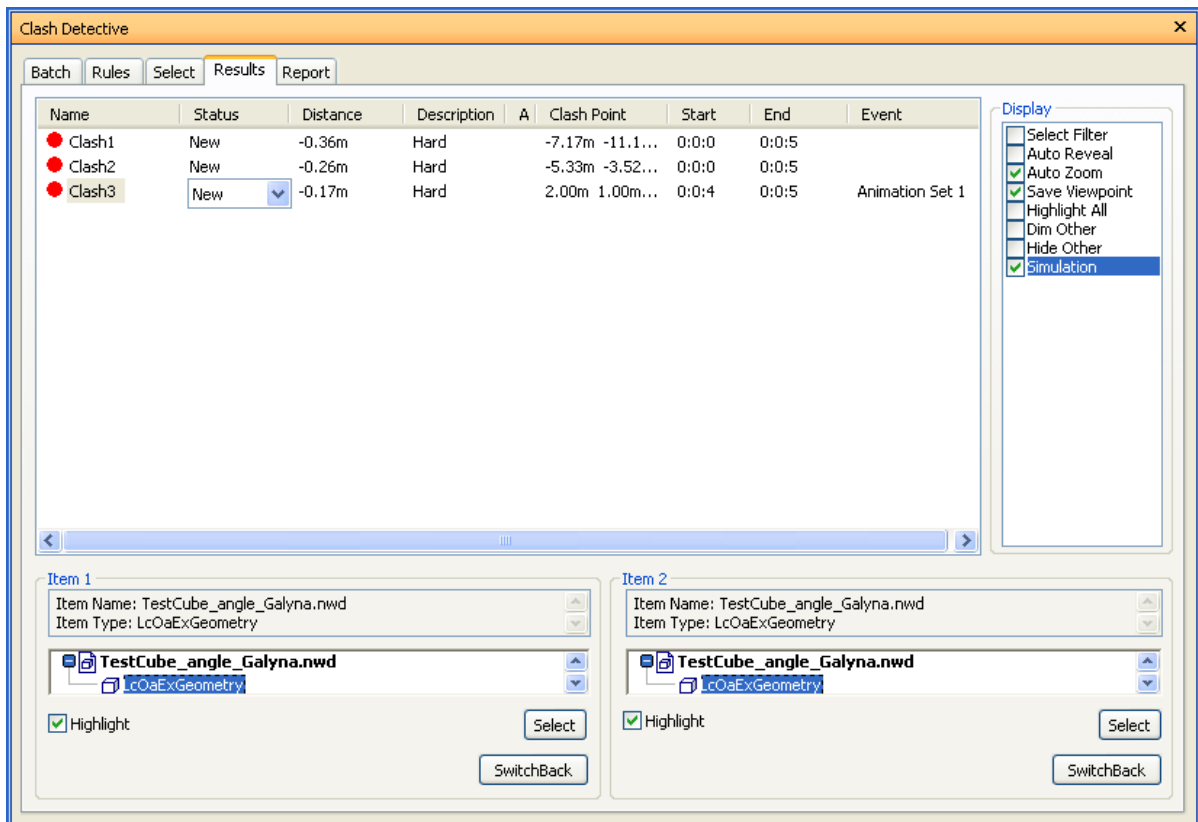 Clash Detective
Batch Rules Select Results Report
Name Status Distance Description A Clash Point Start End Event
Clash1 New -0.36m Hard -7.17m -11.1... 0:0:0 0:0:5
Clash2 New -0.26m Hard -5.33m -3.52... 0:0:0 0:0:5
Clash3 New -0.17m Hard 2.00m 1.00m... 0:0:4 0:0:5 Animation Set 1
Display
Select Filter
Auto Reveal
Auto Zoom
Save Viewpoint
Highlight All
Dim Other
Hide Other
Simulation
Item 1
Item Name: TestCube_angle_Galyna.nwd
Item Type: LcOaExGeometry
TestCube_angle_Galyna.nwd
LcOaExGeometry
Highlight
Select
SwitchBack
Item 2
Item Name: TestCube_angle_Galyna.nwd
Item Type: LcOaExGeometry
TestCube_angle_Galyna.nwd
LcOaExGeometry
Highlight
Select
SwitchBack